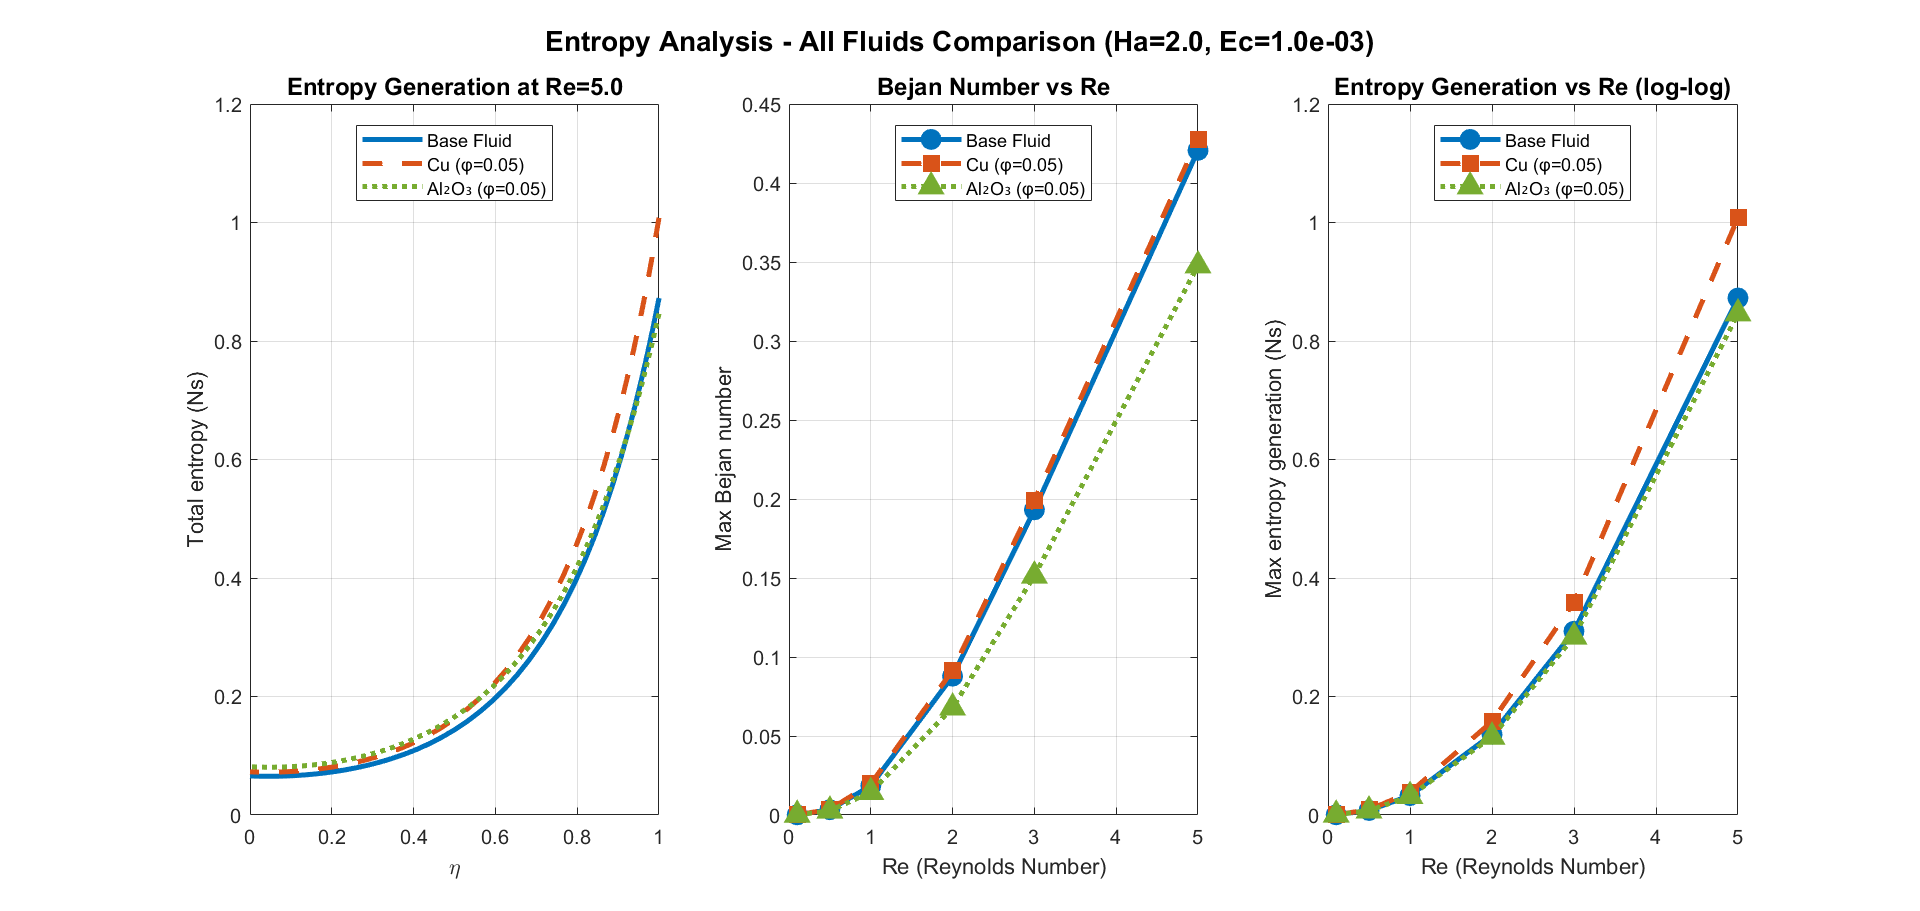 Entropy Analysis - All Fluids Comparison (Ha=2.0, Ec=1.0e-03)
Entropy Generation at Re=5.0
Base Fluid
Cu (φ=0.05)
Al₂O₃ (φ=0.05)
Total entropy (Ns)
1.2
1
0.8
0.6
0.4
0.2
0
0 0.2 0.4 0.6 0.8 1
η
Bejan Number vs Re
Base Fluid
Cu (φ=0.05)
Al₂O₃ (φ=0.05)
Max Bejan number
0.45
0.4
0.35
0.3
0.25
0.2
0.15
0.1
0.05
0
0 1 2 3 4 5
Re (Reynolds Number)
Entropy Generation vs Re (log-log)
Base Fluid
Cu (φ=0.05)
Al₂O₃ (φ=0.05)
Max entropy generation (Ns)
1.2
1
0.8
0.6
0.4
0.2
0
0 1 2 3 4 5
Re (Reynolds Number)